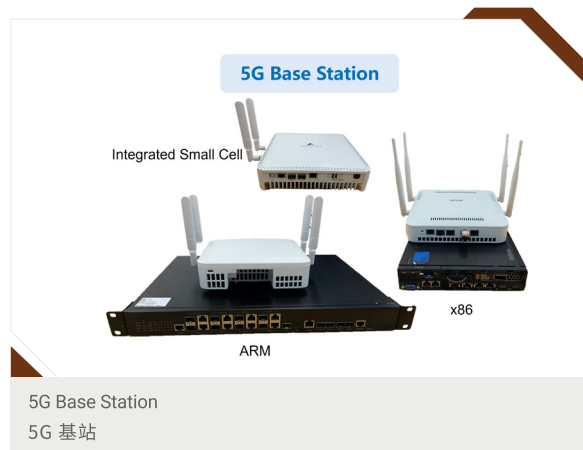 5G Base Station
Integrated Small Cell
x86
ARM
5G Base Station
5G 基站